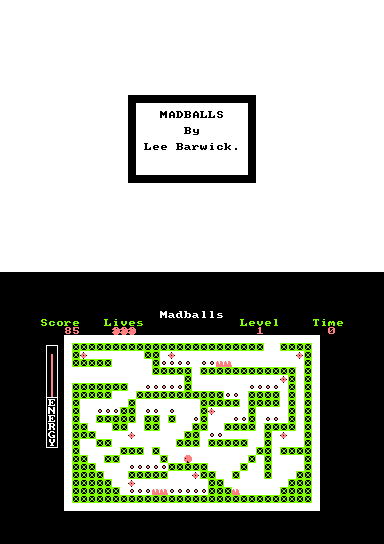 MADBALLS
By
Lee Barwick.
Madballs
Score Lives Level Time
85 1 0
ENERGY